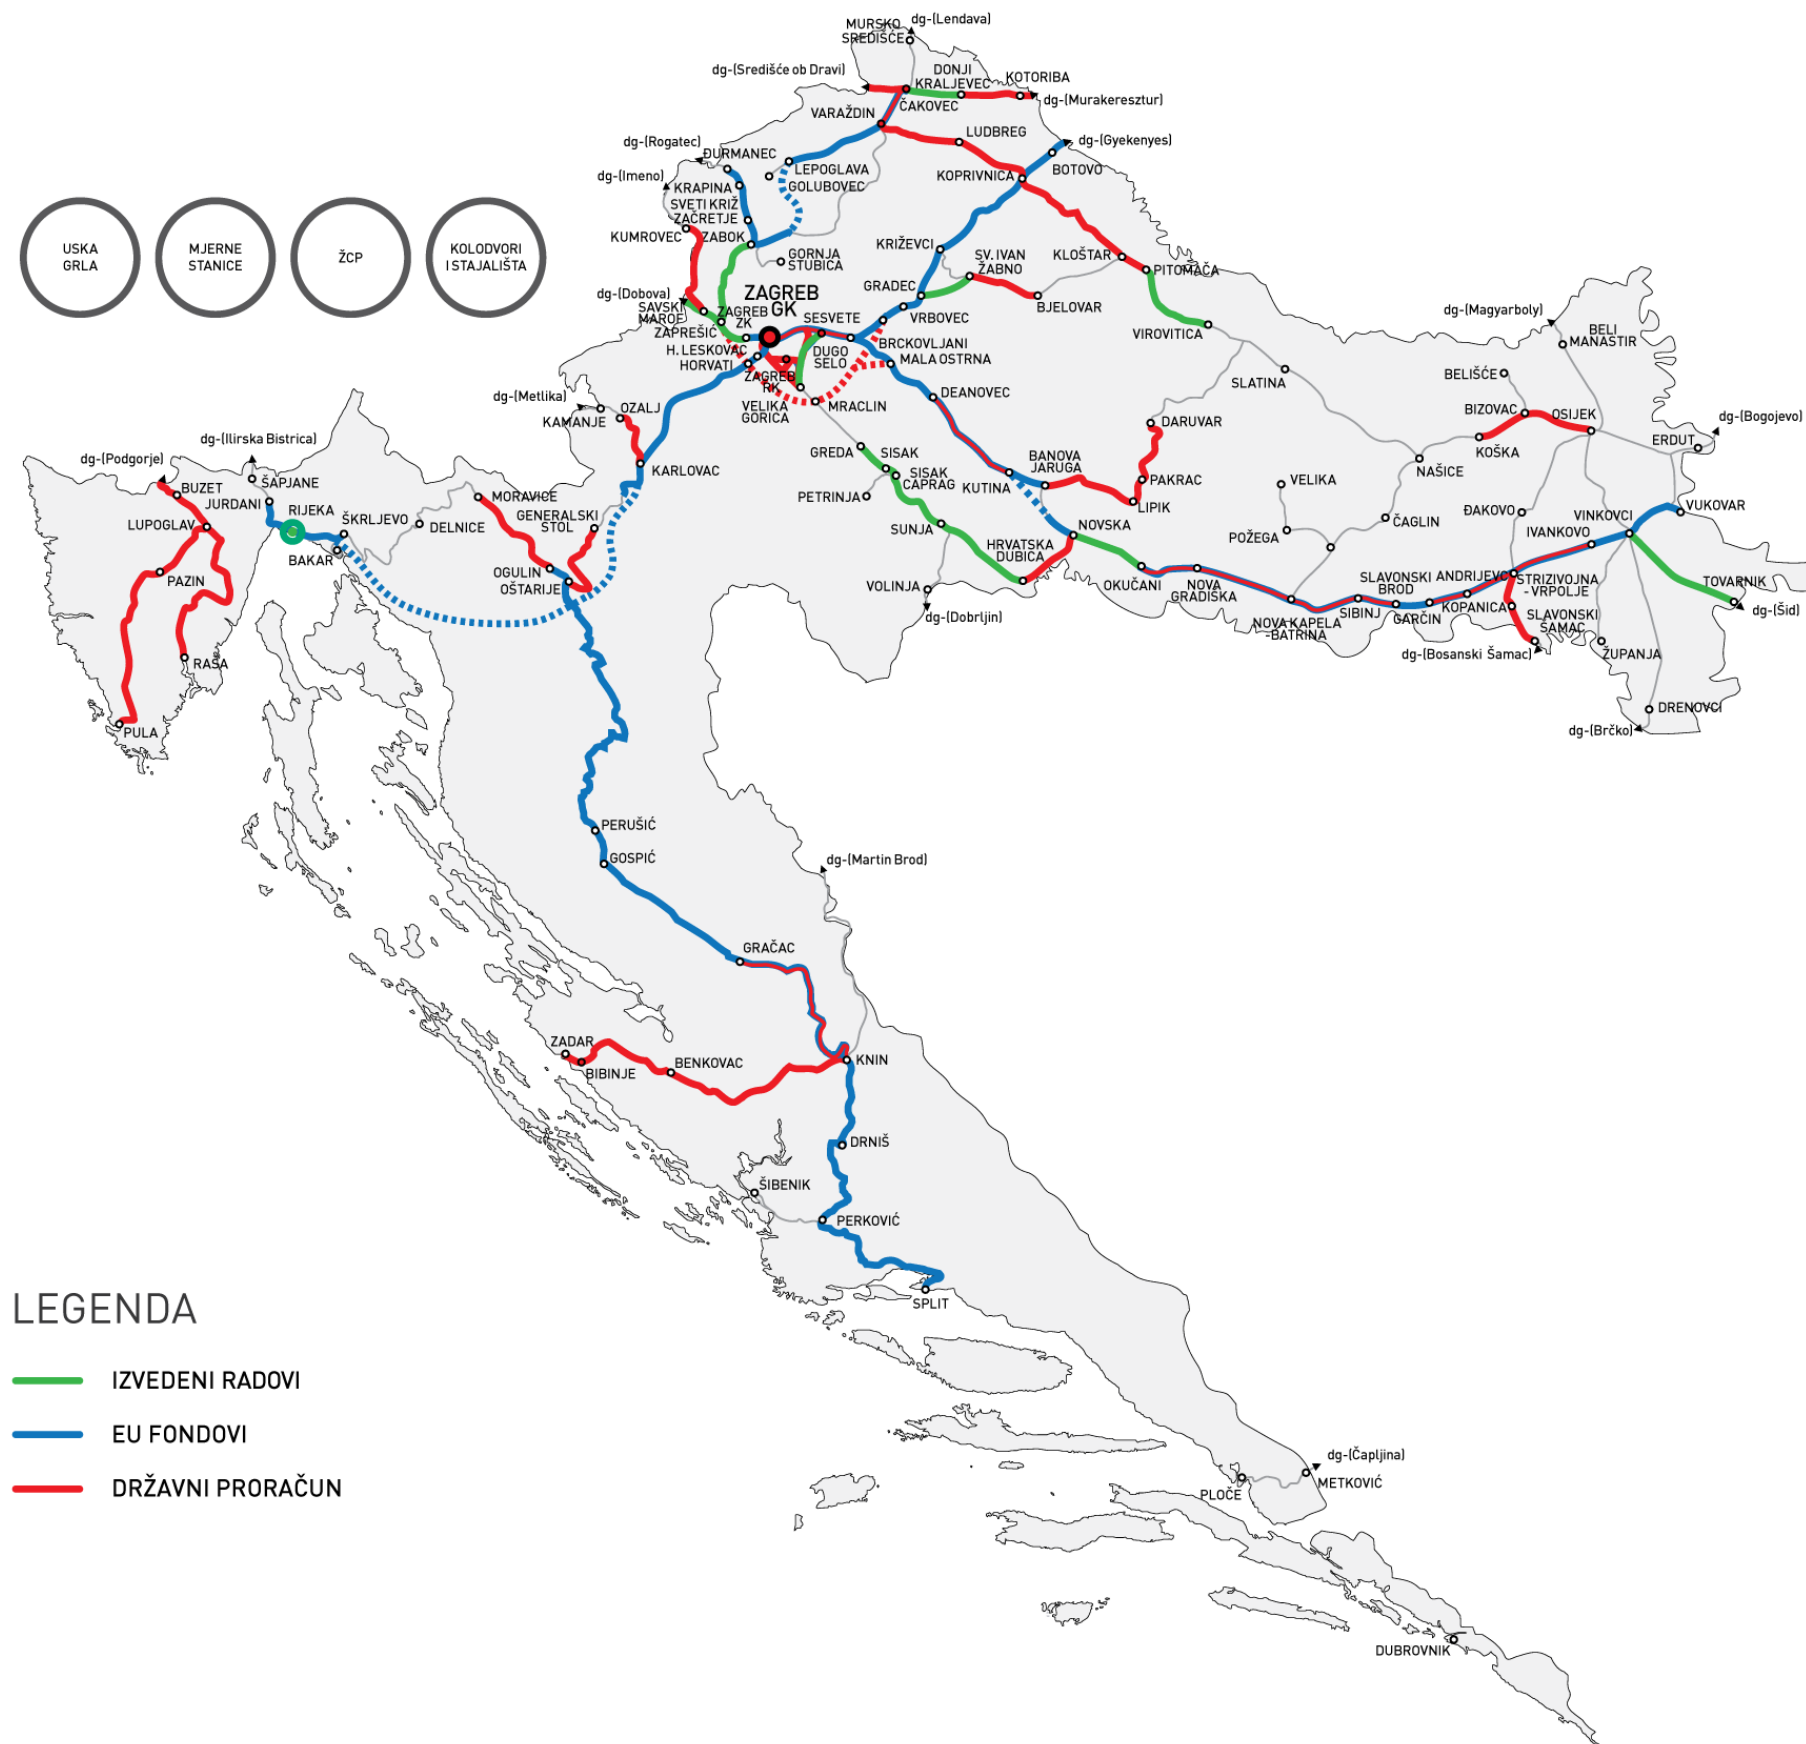 MURSKO
SREDIŠĆE
dg-(Lendava)
dg-(Središće ob Dravi)
DONJI
KRALJEVEC
KOTORIBA
ČAKOVEC
dg-(Murakeresztur)
VARAŽDIN
LUDBREG
dg-(Rogatec)
ĐURMANEC
dg-(Gyekenyes)
LEPOGLAVA
BOTOVO
dg-(Imeno)
KRAPINA
GOLUBOVEC
KOPRIVNICA
SVETI KRIŽ
ZAČRETJE
KUMROVEC
ZABOK
USKA
GRLA
MJERNE
STANICE
ŽCP
KOLODVORI
I STAJALIŠTA
GORNJA
STUBICA
KRIŽEVCI
SV. IVAN
ŽABNO
KLOŠTAR
PITOMAČA
dg-(Dobova)
SAVSKI
MAROF
ZAGREB
GK
GRADEC
BJELOVAR
ZAGREB
ZK
ZAPREŠIĆ
SESVETE
VRBOVEC
VIROVITICA
dg-(Magyarboly)
BELI
MANASTIR
H. LESKOVAC
HORVATI
DUGO
SELO
BRCKOVLJANI
MALA OSTRNA
ZAGREB
RK
VELIKA
GORICA
MRACLIN
DEANOVEC
SLATINA
BELIŠĆE
dg-(Metlika)
KAMANJE
OZALJ
DARUVAR
BIZOVAC
OSIJEK
dg-(Bogojevo)
ERDUT
dg-(Ilirska Bistrica)
dg-(Podgorje)
KARLOVAC
GREDA
SISAK
SISAK
CAPRAG
BANOVA
JARUGA
KUTINA
PAKRAC
LIPIK
NAŠICE
KOŠKA
VELIKA
PETRINJA
ŠAPJANE
BUZET
JURDANI
MORAVICE
RIJEKA
ŠKRLJEVO
DELNICE
GENERALSKI
STOL
LUPOGLAV
SUNJA
NOVSKA
POŽEGA
ČAGLIN
ĐAKOVO
VINKOVCI
VUKOVAR
IVANKOVO
BAKAR
HRVATSKA
DUBICA
PAZIN
OGULIN
OŠTARIJE
VOLINJA
OKUČANI
NOVA
GRADIŠKA
SLAVONSKI
BROD
ANDRIJEVCI
STRIZIVOJNA
-VRPOLJE
TOVARNIK
dg-(Šid)
dg-(Dobrljin)
NOVA KAPELA
-BATRINA
SIBINJ
GARČIN
KOPANICA
SLAVONSKI
ŠAMAC
dg-(Bosanski Šamac)
ŽUPANJA
RAŠA
PULA
DRENOVCI
dg-(Brčko)
PERUŠIĆ
GOSPIĆ
dg-(Martin Brod)
GRAČAC
ZADAR
BIBINJE
BENKOVAC
KNIN
DRNIŠ
ŠIBENIK
PERKOVIĆ
SPLIT
LEGENDA
IZVEDENI RADOVI
EU FONDOVI
DRŽAVNI PRORAČUN
dg-(Čapljina)
PLOČE
METKOVIĆ
DUBROVNIK